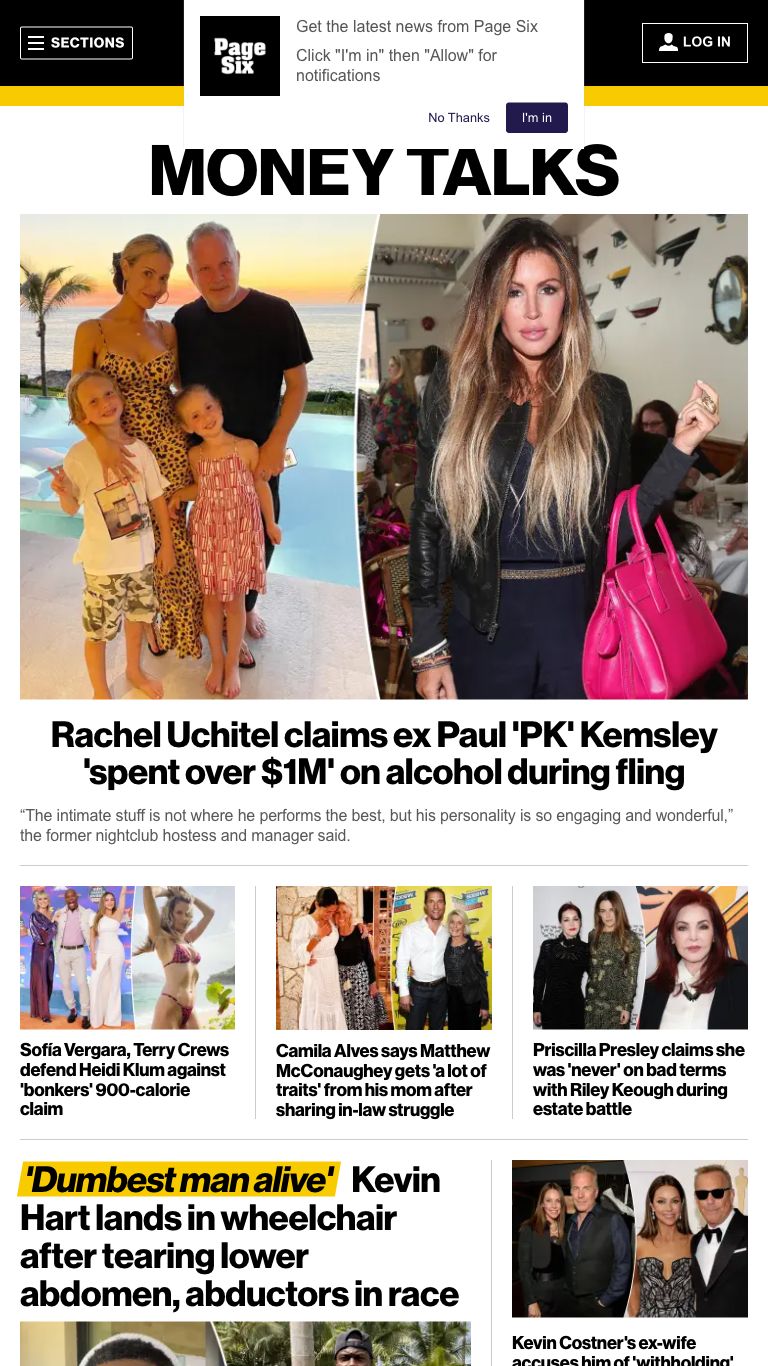 SECTIONS
Page
Six
Get the latest news from Page Six
Click "I'm in" then "Allow" for
notifications
No Thanks
I'm in
LOG IN
MONEY TALKS
Rachel Uchitel claims ex Paul 'PK' Kemsley
'spent over $1M' on alcohol during fling
“The intimate stuff is not where he performs the best, but his personality is so engaging and wonderful,”
the former nightclub hostess and manager said.
Sofía Vergara, Terry Crews
defend Heidi Klum against
'bonkers' 900-calorie
claim
Camila Alves says Matthew
McConaughey gets 'a lot of
traits' from his mom after
sharing in-law struggle
Priscilla Presley claims she
was 'never' on bad terms
with Riley Keough during
estate battle
'Dumbest man alive' Kevin
Hart lands in wheelchair
after tearing lower
abdomen, abductors in race
Kevin Costner's ex-wife
accuses him of 'withholding'